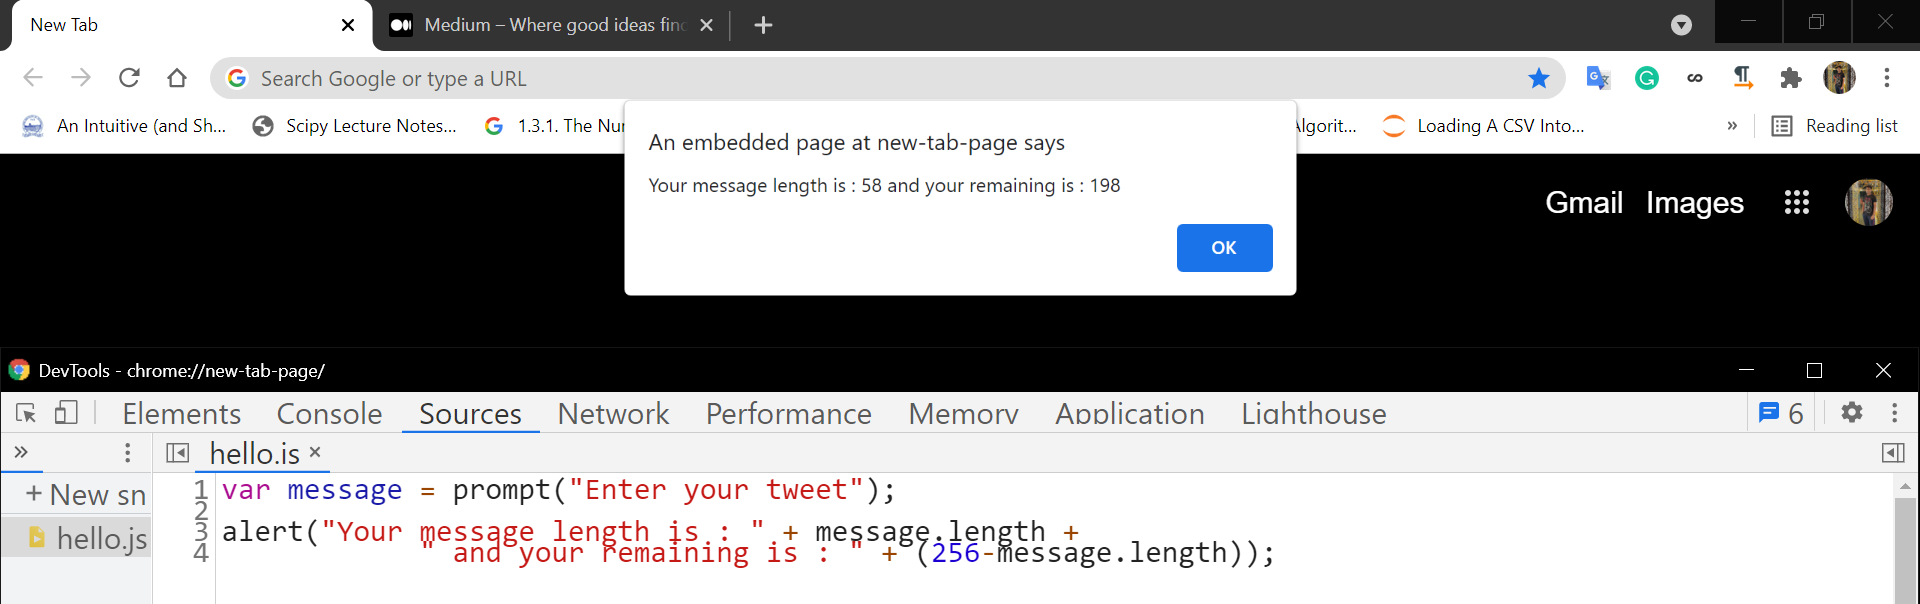 New Tab
Medium – Where good ideas find
Search Google or type a URL
An Intuitive (and Sh...
Scipy Lecture Notes...
1.3.1. The Nu
Algorit...
Loading A CSV Into...
»
Reading list
An embedded page at new-tab-page says
Your message length is : 58 and your remaining is : 198
OK
Gmail Images
DevTools - chrome://new-tab-page/
Elements Console Sources Network Performance Memory Application Lighthouse 6
» hello.js ×
+ New sn
hello.js
1 var message = prompt("Enter your tweet");
2
3 alert("Your message length is : " + message.length +
4 " and your remaining is : " + (256-message.length));